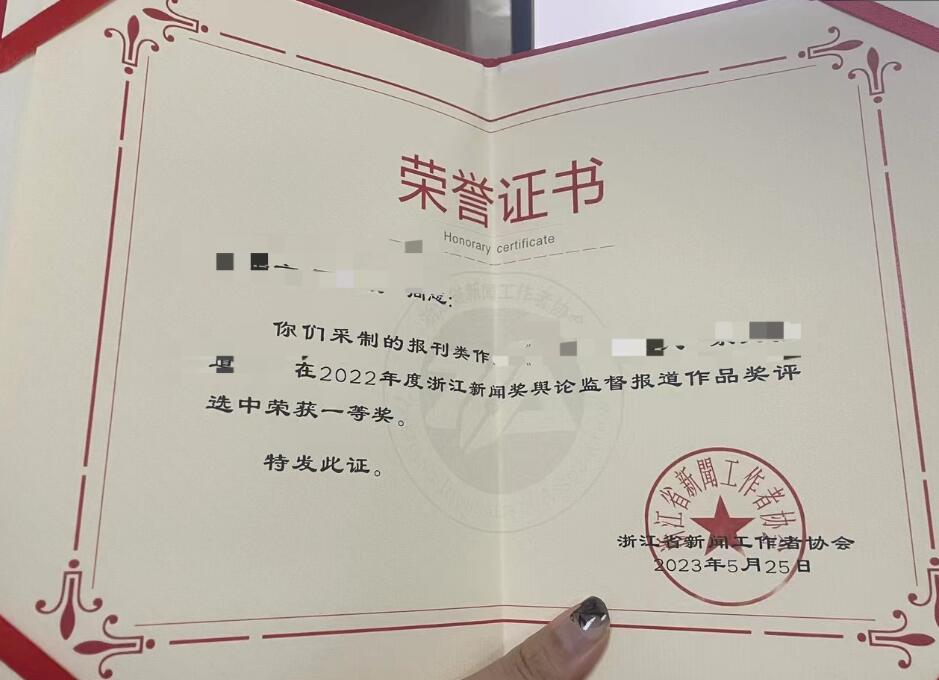 荣誉证书
Honorary certificate
你们采制的报刊类作
在2022年度浙江新闻奖舆论监督报道作品奖评
选中荣获一等奖。
特发此证。
浙江省新聞工作者协会
浙江省新闻工作者协会
2023年5月25日